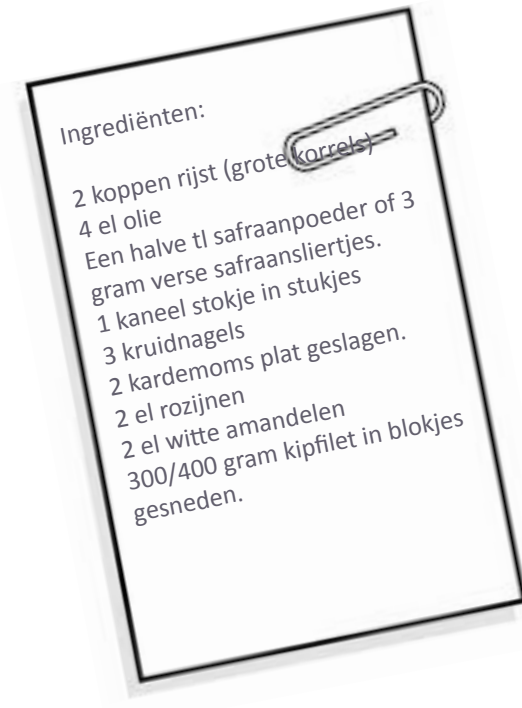 Ingrediënten:
2 koppen rijst (grote korrels)
4 el olie
Een halve tl safraanpoeder of 3
gram verse safraansliertjes.
1 kaneel stokje in stukjes
3 kruidnagels
2 kardemoms plat geslagen.
2 el rozijnen
2 el witte amandelen
300/400 gram kipfilet in blokjes
gesneden.